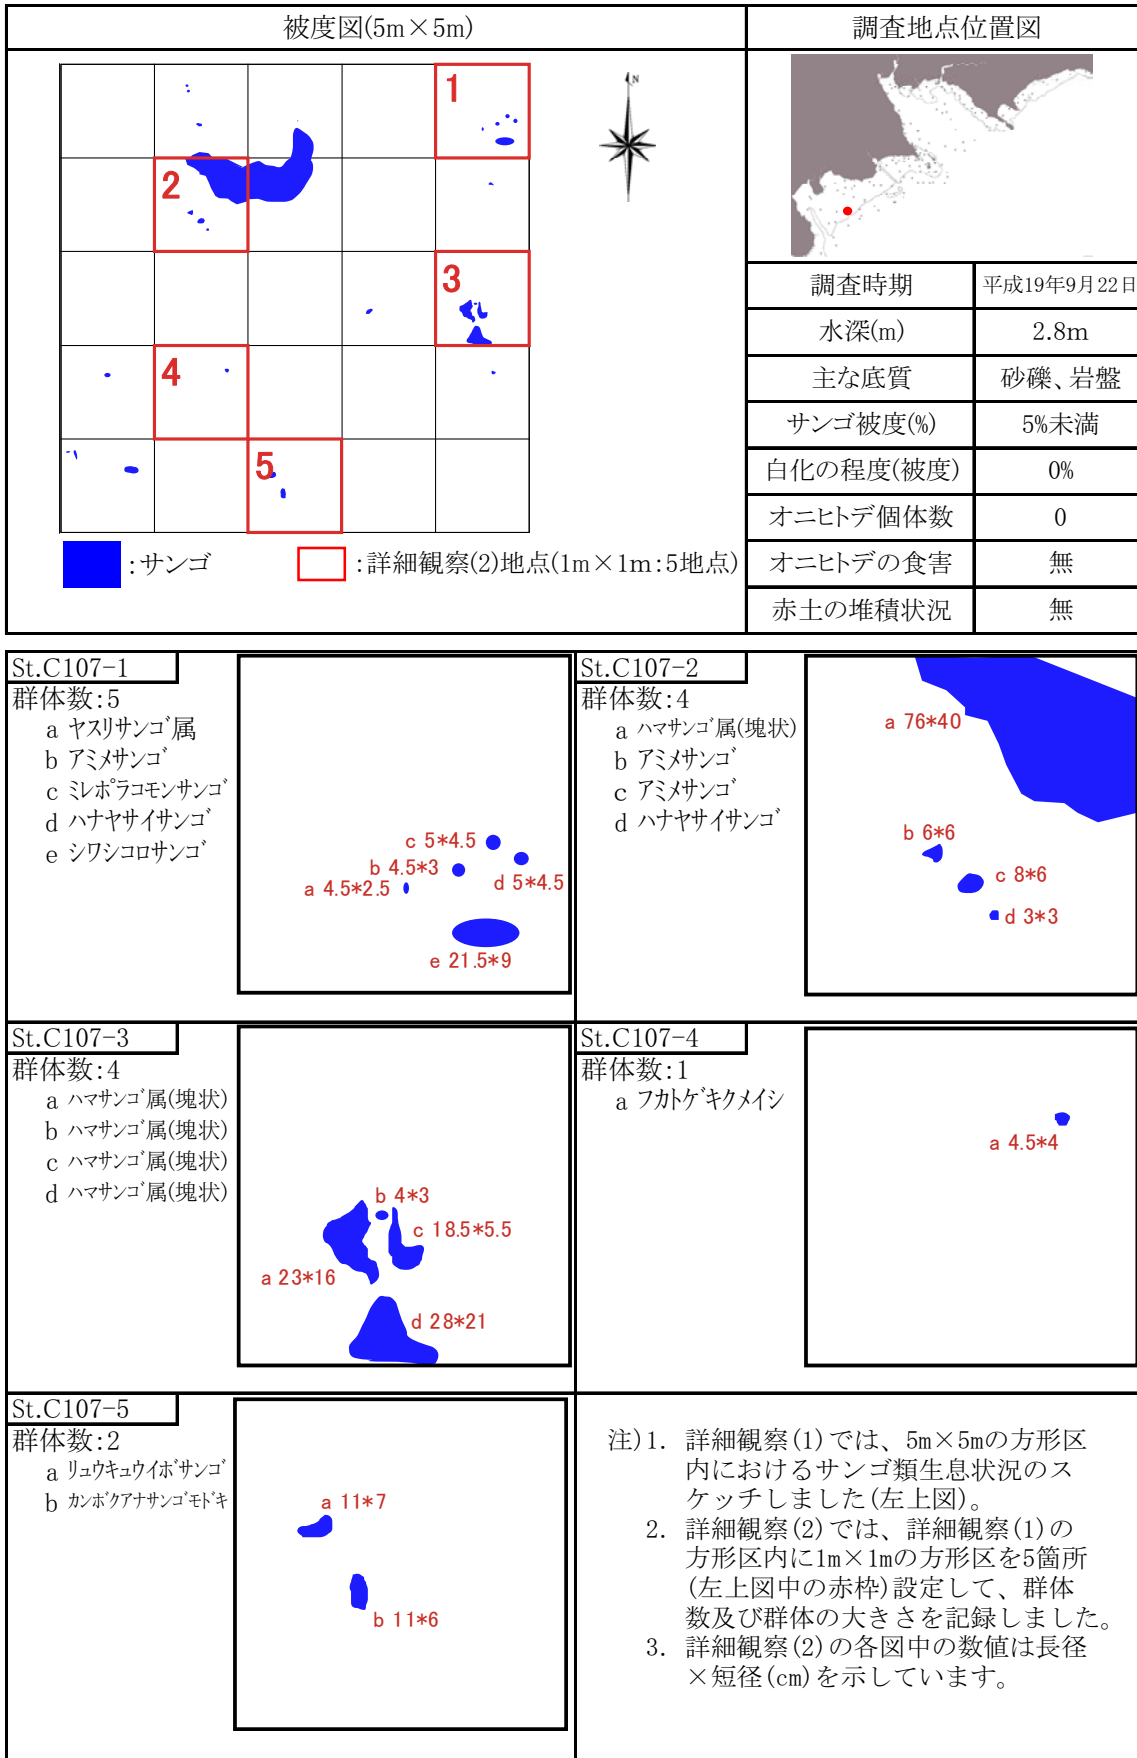 被度図(5m×5m)
調査地点位置図
1
2
3
4
5
N
:サンゴ
:詳細観察(2)地点(1m×1m:5地点)
調査時期 平成19年9月22日
水深(m) 2.8m
主な底質 砂礫、岩盤
サンゴ被度(%) 5%未満
白化の程度(被度) 0%
オニヒトデ個体数 0
オニヒトデの食害 無
赤土の堆積状況 無
St.C107-1
群体数:5
a ヤスリサンゴ属
b アミメサンゴ
c ミレポラコモンサンゴ
d ハナヤサイサンゴ
e シワシコロサンゴ
c 5*4.5
b 4.5*3
a 4.5*2.5
d 5*4.5
e 21.5*9
St.C107-2
群体数:4
a ハマサンゴ属(塊状)
b アミメサンゴ
c アミメサンゴ
d ハナヤサイサンゴ
a 76*40
b 6*6
c 8*6
d 3*3
St.C107-3
群体数:4
a ハマサンゴ属(塊状)
b ハマサンゴ属(塊状)
c ハマサンゴ属(塊状)
d ハマサンゴ属(塊状)
b 4*3
c 18.5*5.5
a 23*16
d 28*21
St.C107-4
群体数:1
a フカトゲキクメイシ
a 4.5*4
St.C107-5
群体数:2
a リュウキュウイボサンゴ
b カンボクアナサンゴモドキ
a 11*7
b 11*6
注)1. 詳細観察(1)では、5m×5mの方形区
内におけるサンゴ類生息状況のス
ケッチしました(左上図)。
2. 詳細観察(2)では、詳細観察(1)の
方形区内に1m×1mの方形区を5箇所
(左上図中の赤枠)設定して、群体
数及び群体の大きさを記録しました。
3. 詳細観察(2)の各図中の数値は長径
×短径(cm)を示しています。